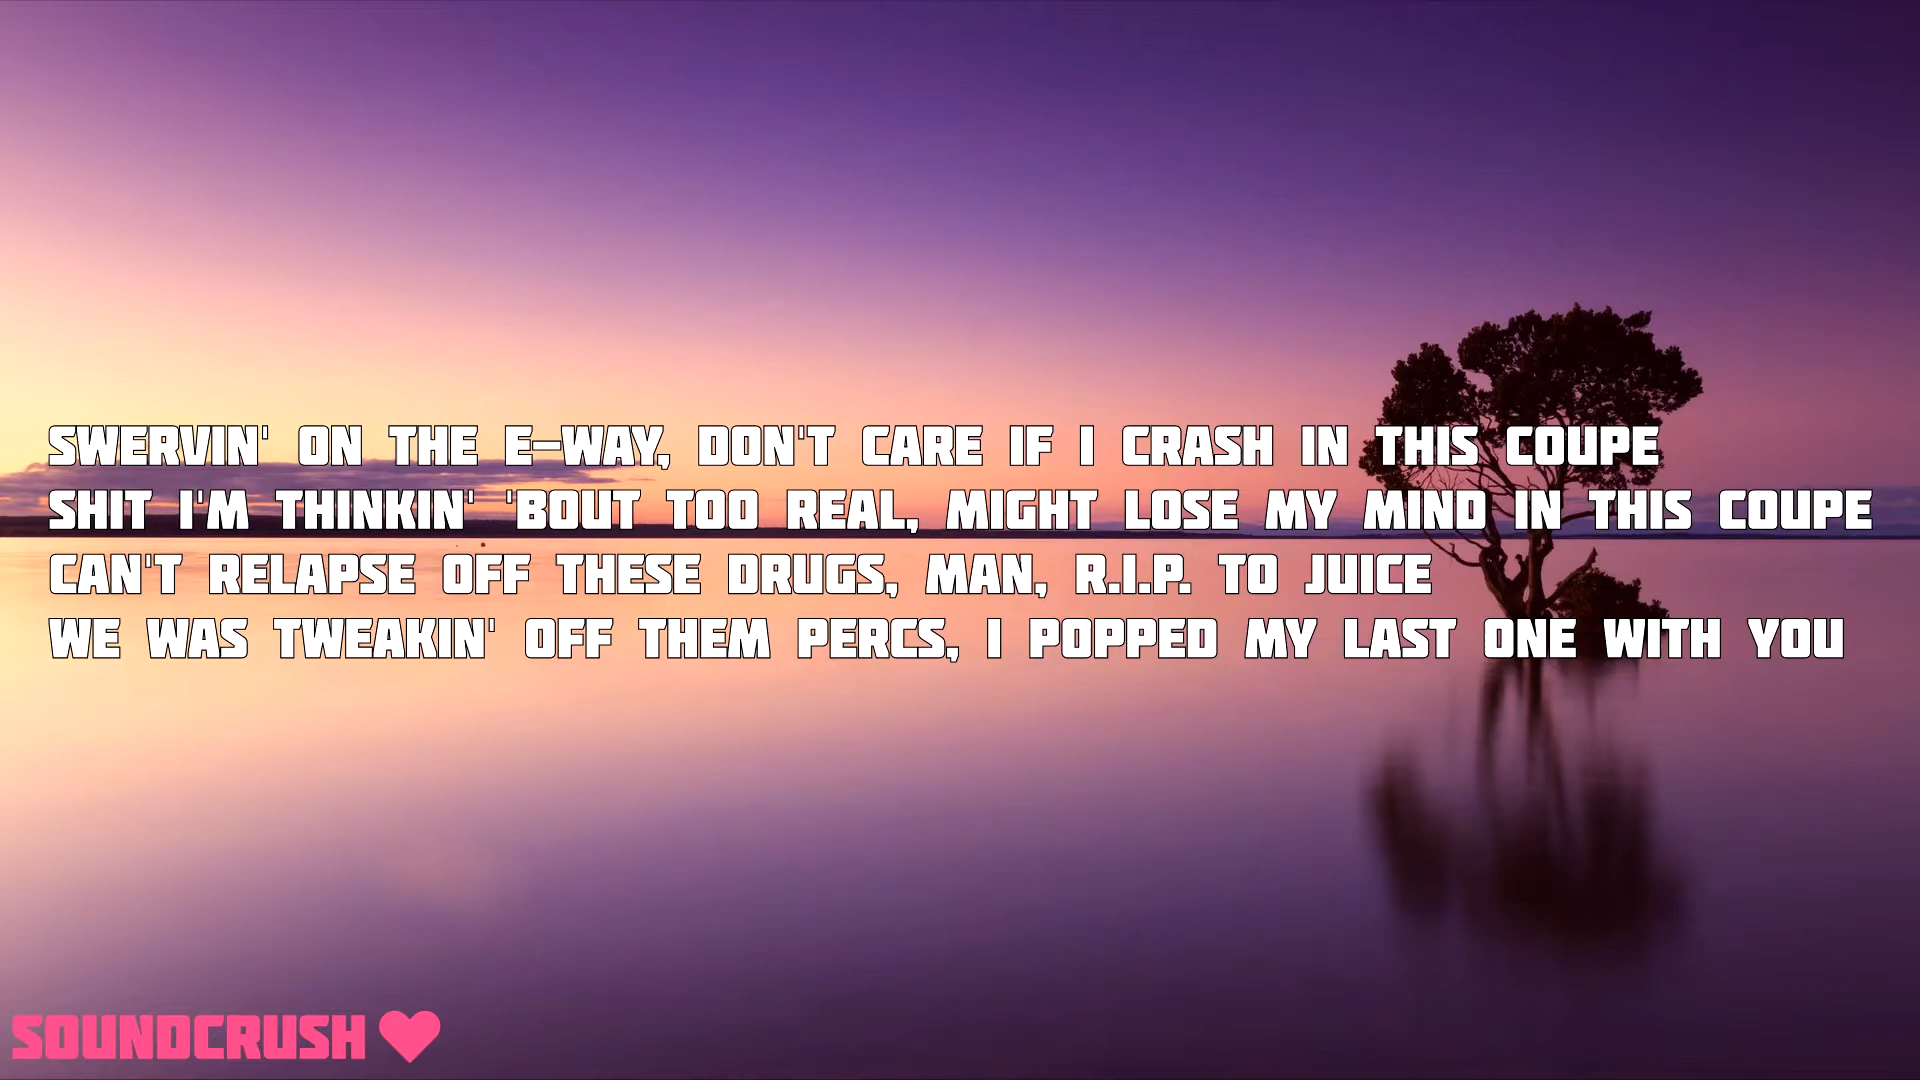 SWERVIN' ON THE E-WAY, DON'T CARE IF I CRASH IN THIS COUPE
SHIT I'M THINKIN' 'BOUT TOO REAL, MIGHT LOSE MY MIND IN THIS COUPE
CAN'T RELAPSE OFF THESE DRUGS, MAN, R.I.P. TO JUICE
WE WAS TWEAKIN' OFF THEM PERCS, I POPPED MY LAST ONE WITH YOU
SOUNDCRUSH